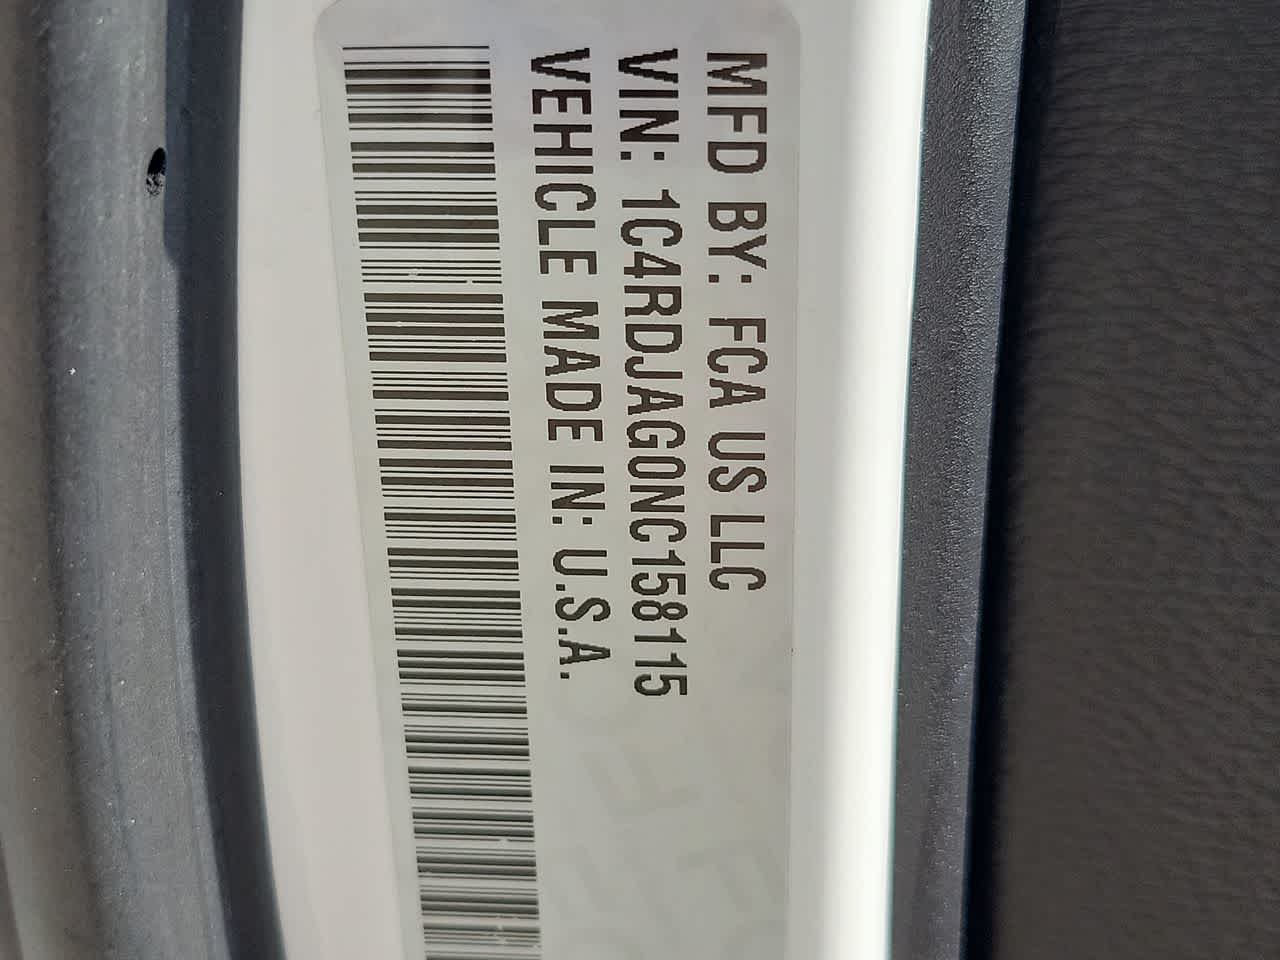 MFD BY: FCA US LLC
VIN: 1C4RDJAG0NC158115
VEHICLE MADE IN: U.S.A.